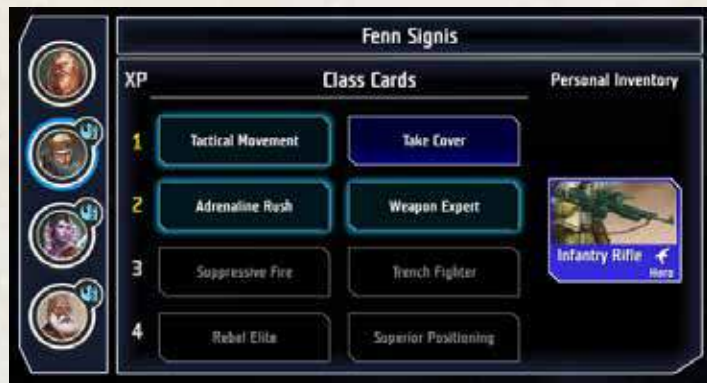 Fenn Signis
XP Class Cards Personal Inventory
1 Tactical Movement Take Cover
2 Adrenaline Rush Weapon Expert
Infantry Rifle
Hero
3 Suppressive Fire Trench Fighter
4 Rebel Elite Superior Positioning